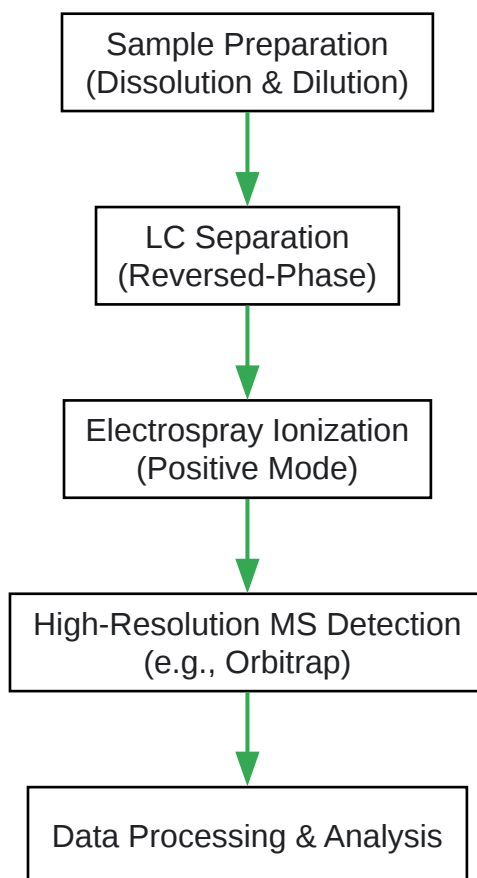 Sample Preparation
(Dissolution & Dilution)
LC Separation
(Reversed-Phase)
Electrospray Ionization
(Positive Mode)
High-Resolution MS Detection
(e.g., Orbitrap)
Data Processing & Analysis